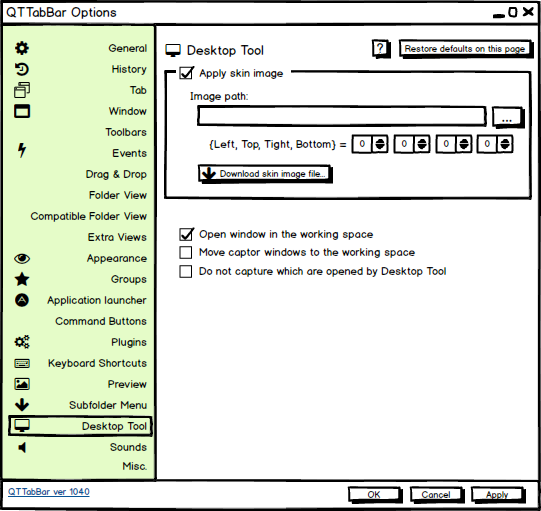 QTTabBar Options
General
History
Tab
Window
Toolbars
Events
Drag & Drop
Folder View
Compatible Folder View
Extra Views
Appearance
Groups
A Application launcher
Command Buttons
Plugins
Keyboard Shortcuts
Preview
Subfolder Menu
Desktop Tool
Sounds
Misc.
QTTabBar ver 1040
Desktop Tool
? Restore defaults on this page
Apply skin image
Image path:
...
{Left, Top, Tight, Bottom} = 0 0 0 0
Download skin image file...
Open window in the working space
Move captor windows to the working space
Do not capture which are opened by Desktop Tool
OK Cancel Apply